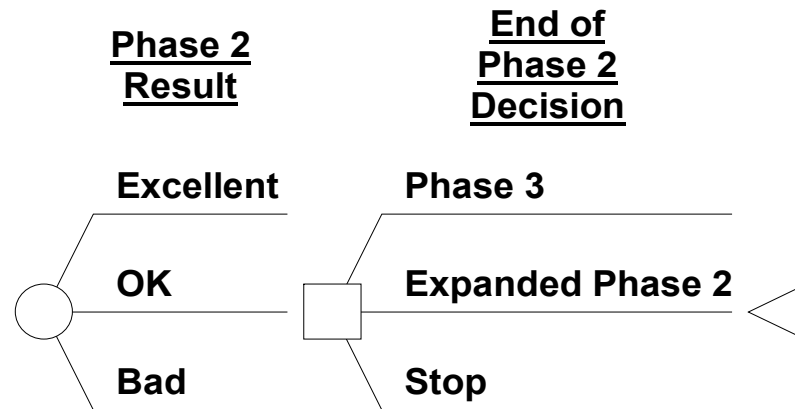 Phase 2
Result
End of
Phase 2
Decision
Excellent
Phase 3
OK
Expanded Phase 2
Bad
Stop